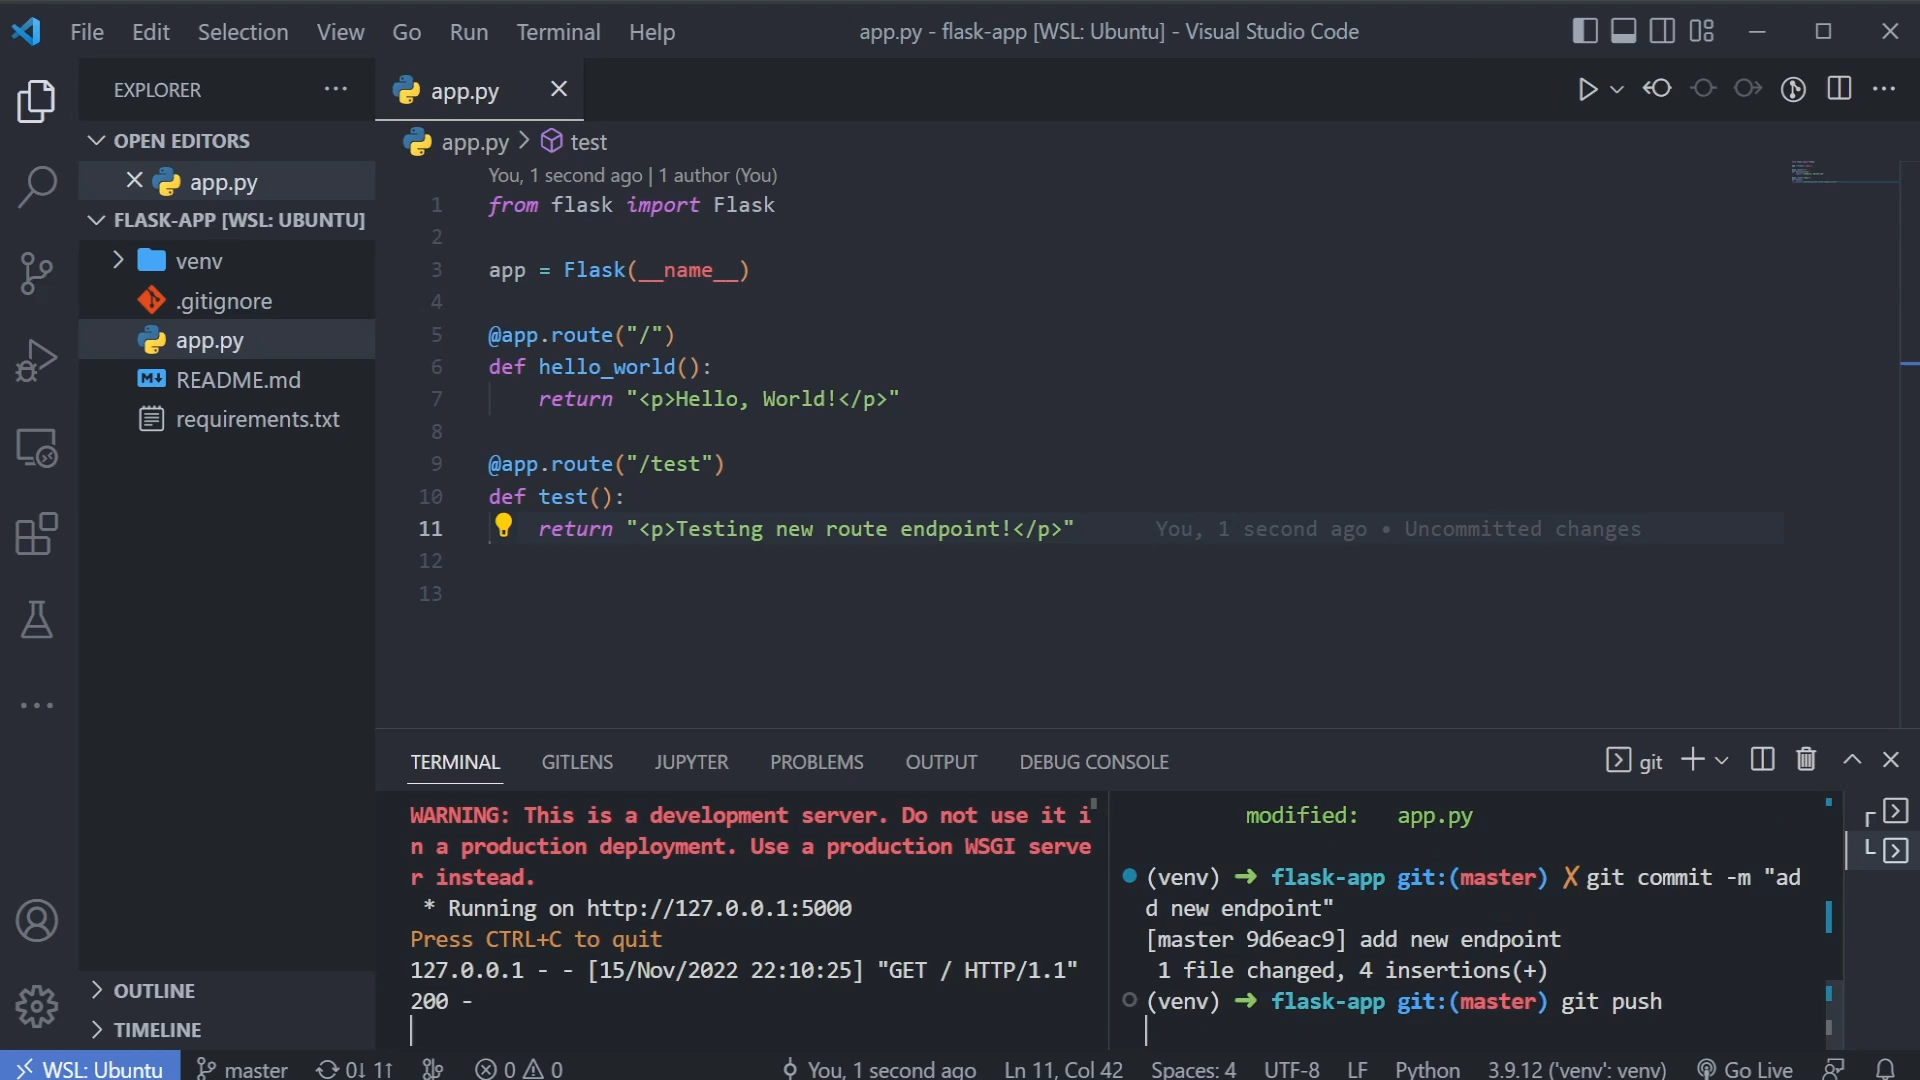 File Edit Selection View Go Run Terminal Help
app.py - flask-app [WSL: Ubuntu] - Visual Studio Code
EXPLORER
app.py
OPEN EDITORS
app.py
FLASK-APP [WSL: UBUNTU]
venv
.gitignore
app.py
README.md
requirements.txt
OUTLINE
TIMELINE
app.py > test
You, 1 second ago | 1 author (You)
1 from flask import Flask
2
3 app = Flask(__name__)
4
5 @app.route("/")
6 def hello_world():
7 return "<p>Hello, World!</p>"
8
9 @app.route("/test")
10 def test():
11 return "<p>Testing new route endpoint!</p>" You, 1 second ago • Uncommitted changes
12
13
TERMINAL GITLENS JUPYTER PROBLEMS OUTPUT DEBUG CONSOLE
git
WARNING: This is a development server. Do not use it i
n a production deployment. Use a production WSGI serve
r instead.
* Running on http://127.0.0.1:5000
Press CTRL+C to quit
127.0.0.1 - - [15/Nov/2022 22:10:25] "GET / HTTP/1.1"
200 -
modified: app.py
(venv) ➜ flask-app git:(master) ✗ git commit -m "ad
d new endpoint"
[master 9d6eac9] add new endpoint
1 file changed, 4 insertions(+)
(venv) ➜ flask-app git:(master) git push
WSL: Ubuntu master 0↓ 1↑ 0 0 You, 1 second ago Ln 11, Col 42 Spaces: 4 UTF-8 LF Python 3.9.12 ('venv': venv) Go Live